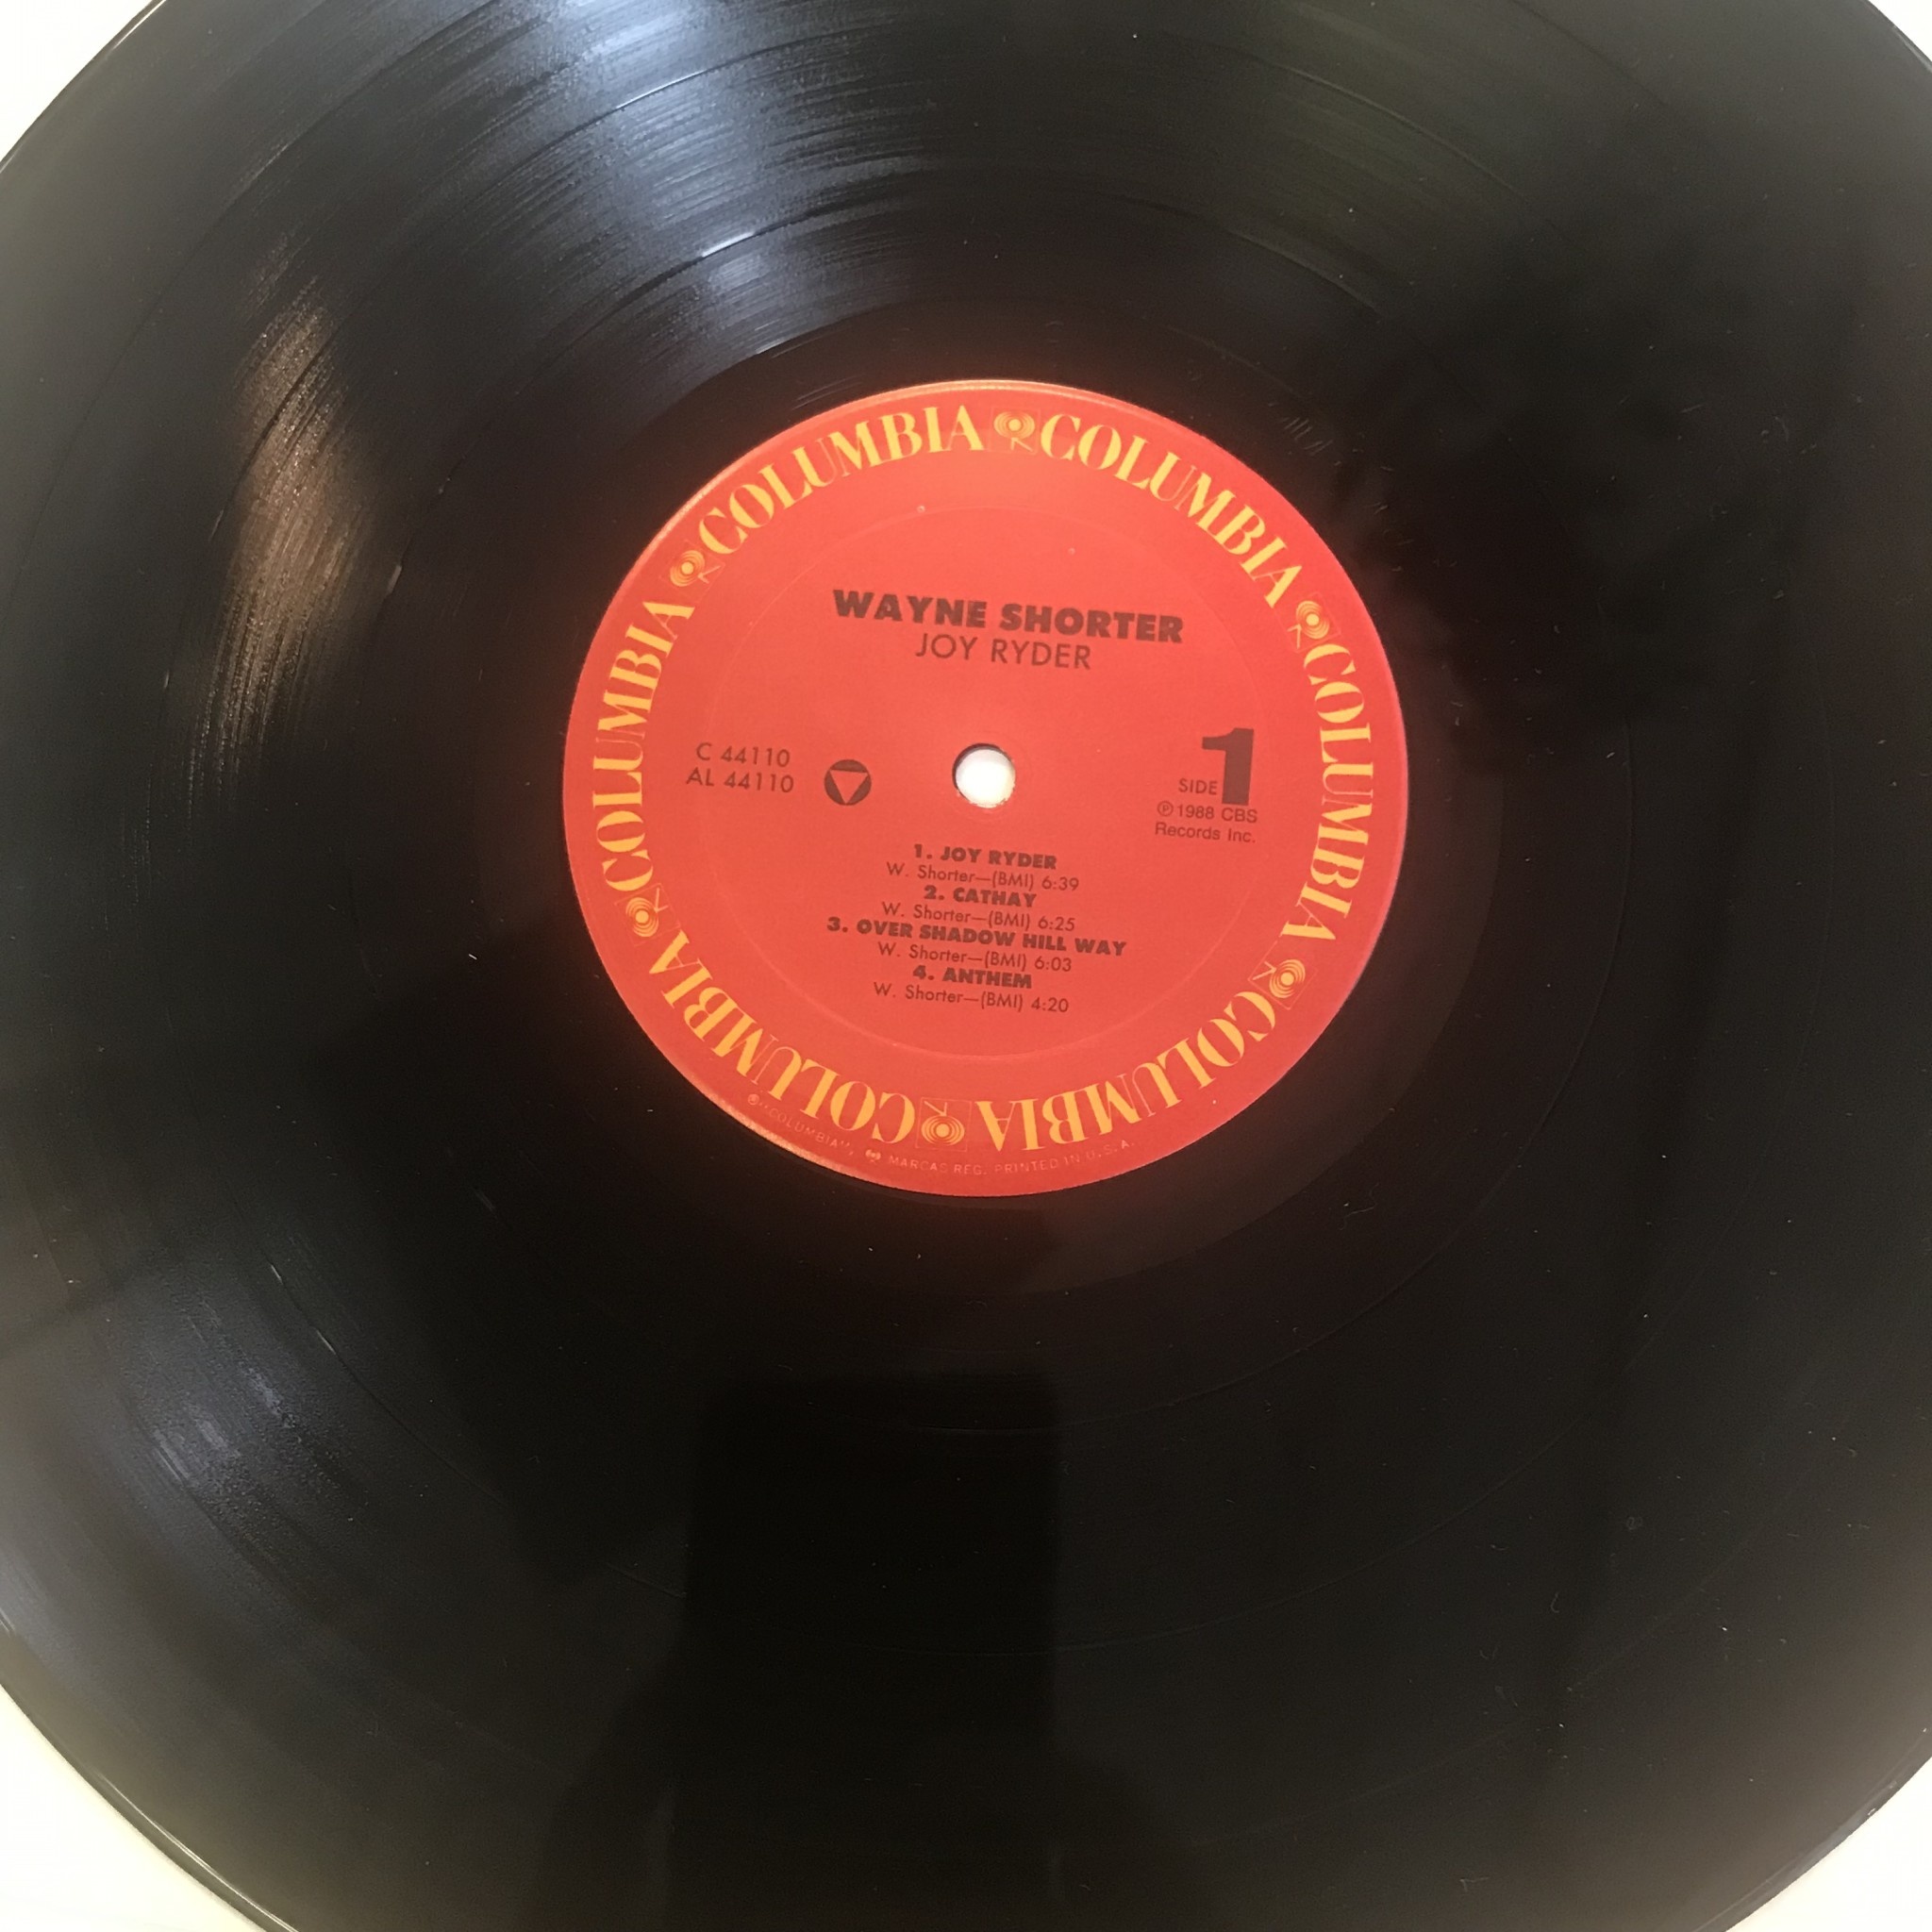 COLUMBIA COLUMBIA COLUMBIA COLUMBIA COLUMBIA COLUMBIA COLUMBIA
WAYNE SHORTER
JOY RYDER
C 44110
AL 44110
SIDE 1
Ⓟ 1988 CBS
Records Inc.
1. JOY RYDER
W. Shorter—(BMI) 6:39
2. CATHAY
W. Shorter—(BMI) 6:25
3. OVER SHADOW HILL WAY
W. Shorter—(BMI) 6:03
4. ANTHEM
W. Shorter—(BMI) 4:20
"COLUMBIA", MARCAS REG. PRINTED IN U.S.A.